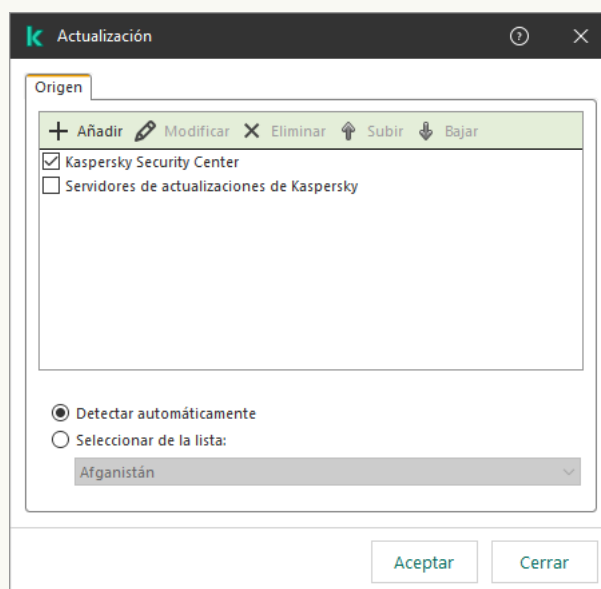 Actualización
Origen
Añadir Modificar Eliminar Subir Bajar
Kaspersky Security Center
Servidores de actualizaciones de Kaspersky
Detectar automáticamente
Seleccionar de la lista:
Afganistán
Aceptar Cerrar